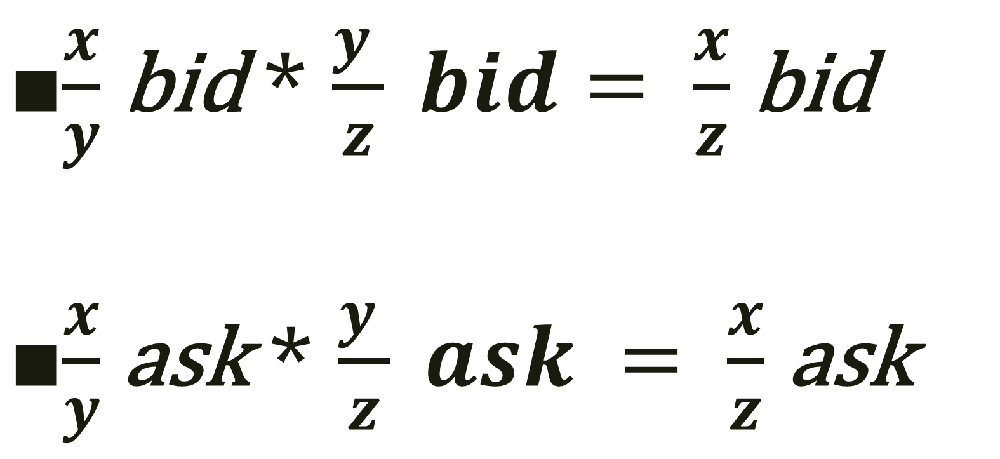 ■ x/y bid * y/z bid = x/z bid
■ x/y ask * y/z ask = x/z ask